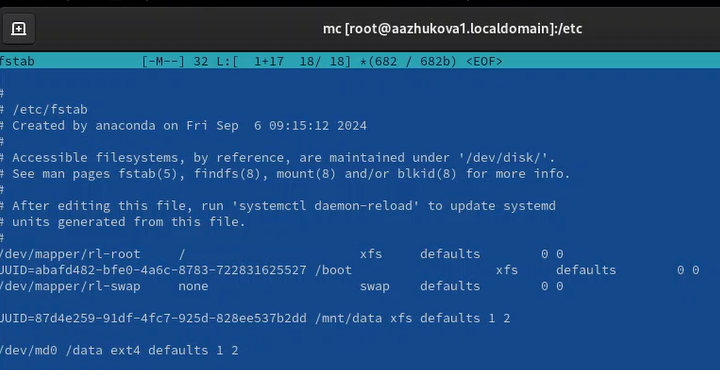 mc [root@aazhukova1.localdomain]:/etc
fstab [-M--] 32 L:[ 1+17 18/ 18] *(682 / 682b) <EOF>
#
# /etc/fstab
# Created by anaconda on Fri Sep 6 09:15:12 2024
#
# Accessible filesystems, by reference, are maintained under '/dev/disk/'.
# See man pages fstab(5), findfs(8), mount(8) and/or blkid(8) for more info.
#
# After editing this file, run 'systemctl daemon-reload' to update systemd
# units generated from this file.
#
/dev/mapper/rl-root / xfs defaults 0 0
UUID=abafd482-bfe0-4a6c-8783-722831625527 /boot xfs defaults 0 0
/dev/mapper/rl-swap none swap defaults 0 0
UUID=87d4e259-91df-4fc7-925d-828ee537b2dd /mnt/data xfs defaults 1 2
/dev/md0 /data ext4 defaults 1 2